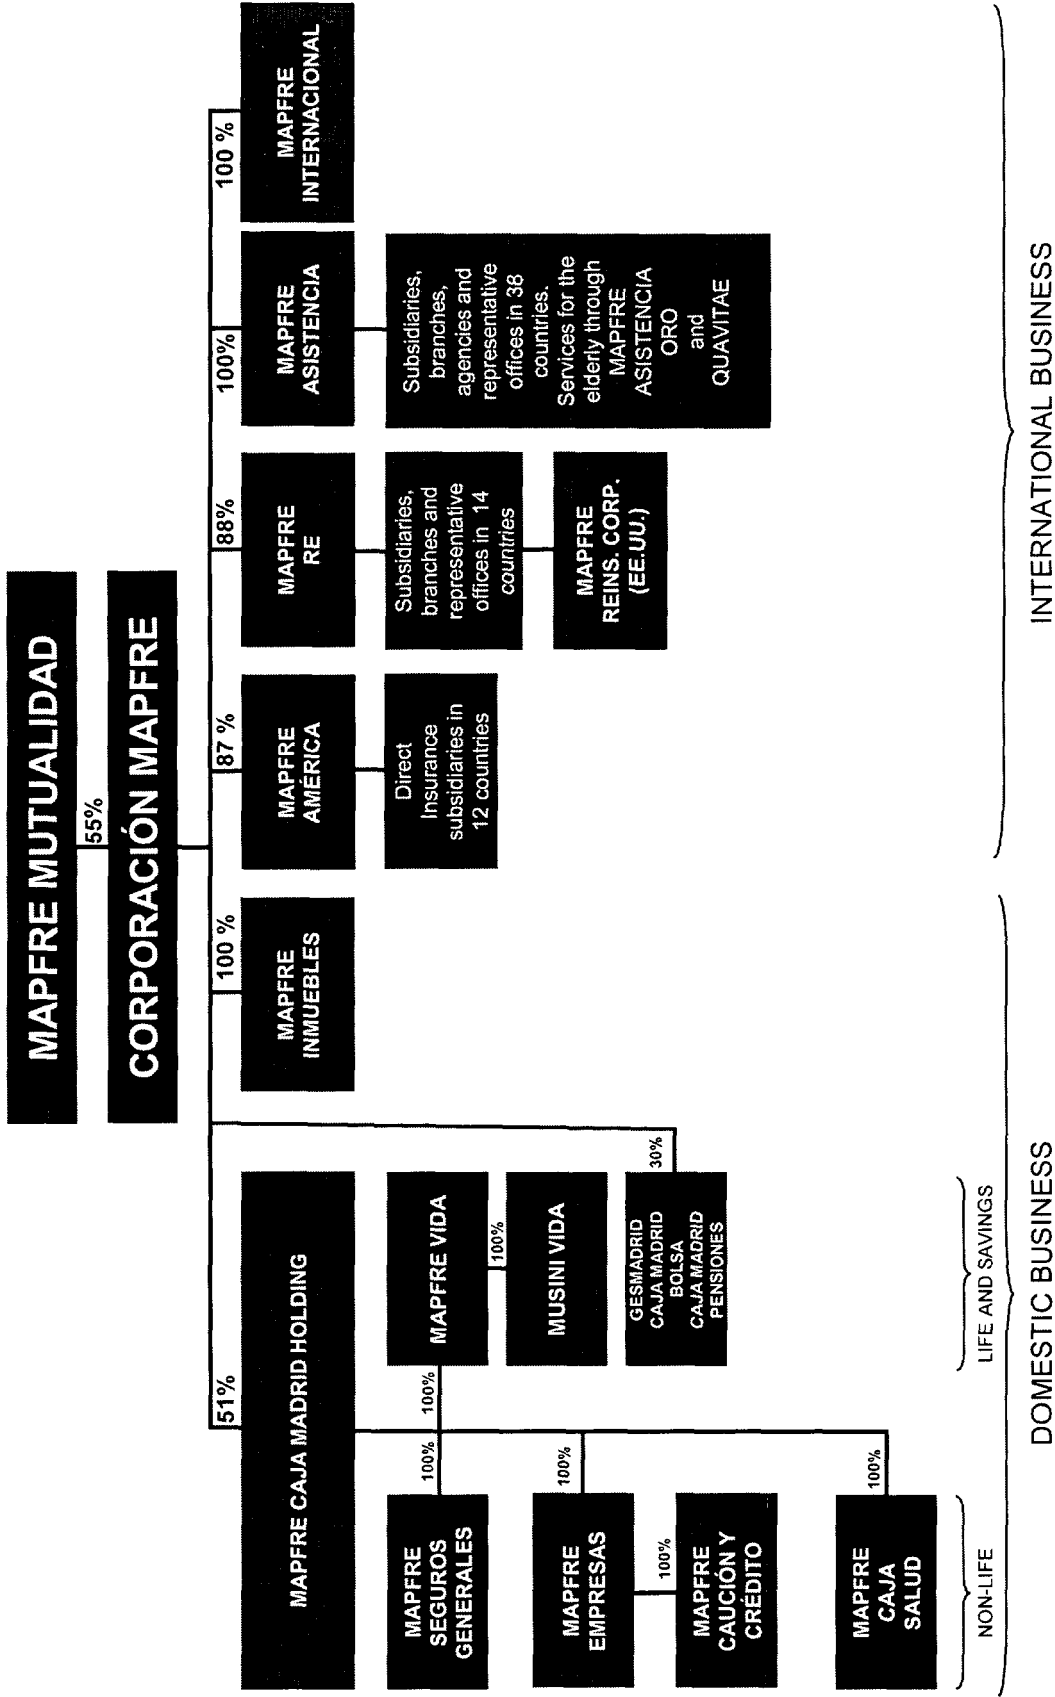 MAPFRE MUTUALIDAD
55%
CORPORACIÓN MAPFRE
51%
100 %
87 %
88%
100%
100 %
MAPFRE CAJA MADRID HOLDING
MAPFRE
INMUEBLES
MAPFRE
AMÉRICA
MAPFRE
RE
MAPFRE
ASISTENCIA
MAPFRE
INTERNACIONAL
MAPFRE
SEGUROS
GENERALES
100%
100%
MAPFRE VIDA
100%
MUSINI VIDA
30%
GESMADRID
CAJA MADRID
BOLSA
CAJA MADRID
PENSIONES
MAPFRE
EMPRESAS
100%
100%
MAPFRE
CAUCIÓN Y
CRÉDITO
MAPFRE
CAJA
SALUD
100%
Direct
Insurance
subsidiaries in
12 countries
Subsidiaries,
branches and
representative
offices in 14
countries
MAPFRE
REINS. CORP.
(EE.UU.)
Subsidiaries,
branches,
agencies and
representative
offices in 38
countries.
Services for the
elderly through
MAPFRE
ASISTENCIA
ORO
and
QUAVITAE
NON-LIFE
LIFE AND SAVINGS
DOMESTIC BUSINESS
INTERNATIONAL BUSINESS